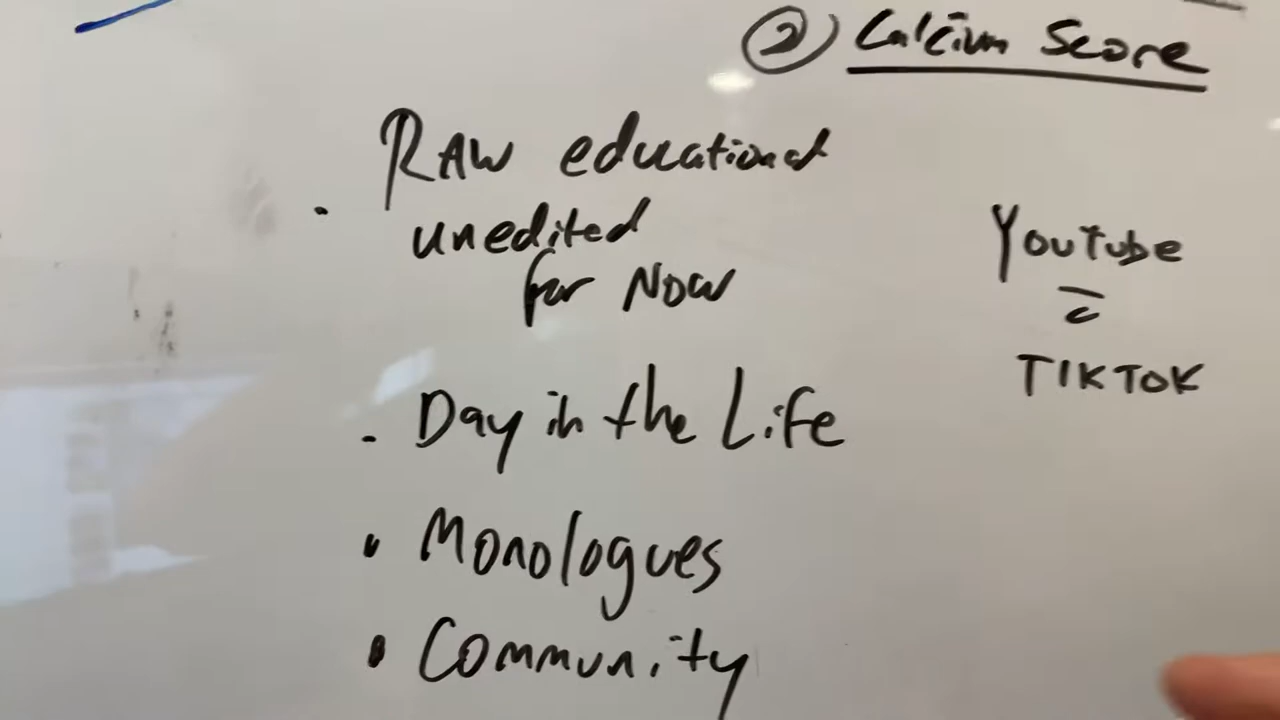 ② Calcium Score
RAW educational
unedited
for NOW
YouTube
TIKTOK
- Day in the Life
• Monologues
• Community